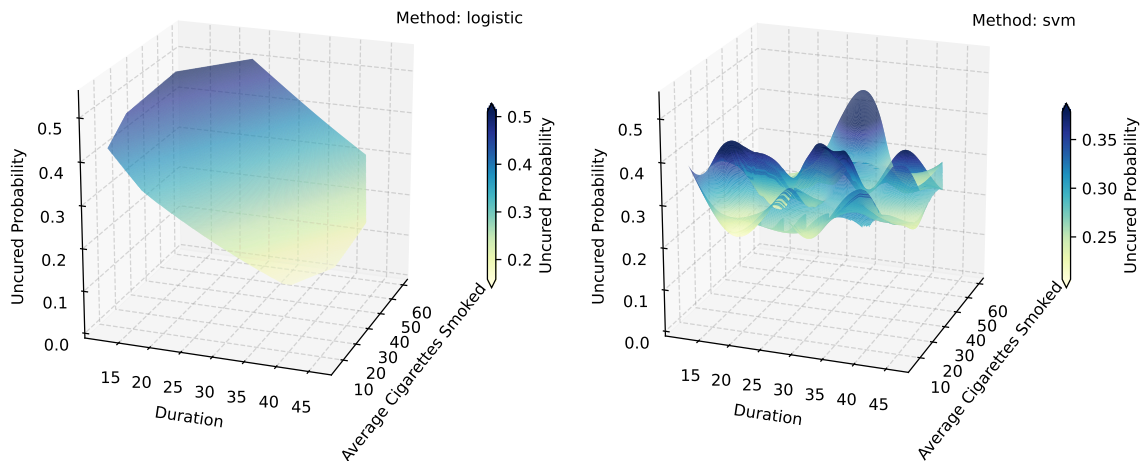 Method: logistic
Uncured Probability
0.5
0.4
0.3
0.2
0.1
0.0
15 20 25 30 35 40 45
Duration
10 20 30 40 50 60
Average Cigarettes Smoked
0.5
0.4
0.3
0.2
Uncured Probability
Method: svm
Uncured Probability
0.5
0.4
0.3
0.2
0.1
0.0
15 20 25 30 35 40 45
Duration
10 20 30 40 50 60
Average Cigarettes Smoked
0.35
0.30
0.25
Uncured Probability